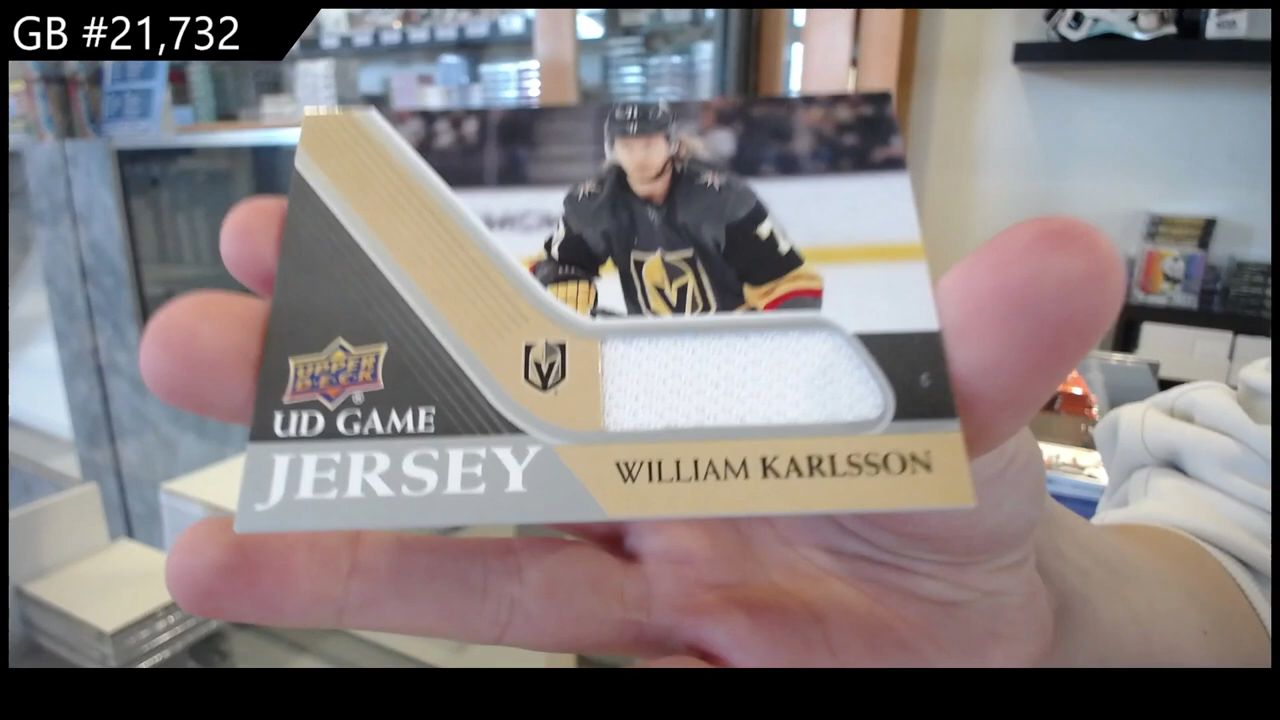 GB #21,732
UPPER
DECK
UD GAME
JERSEY
WILLIAM KARLSSON